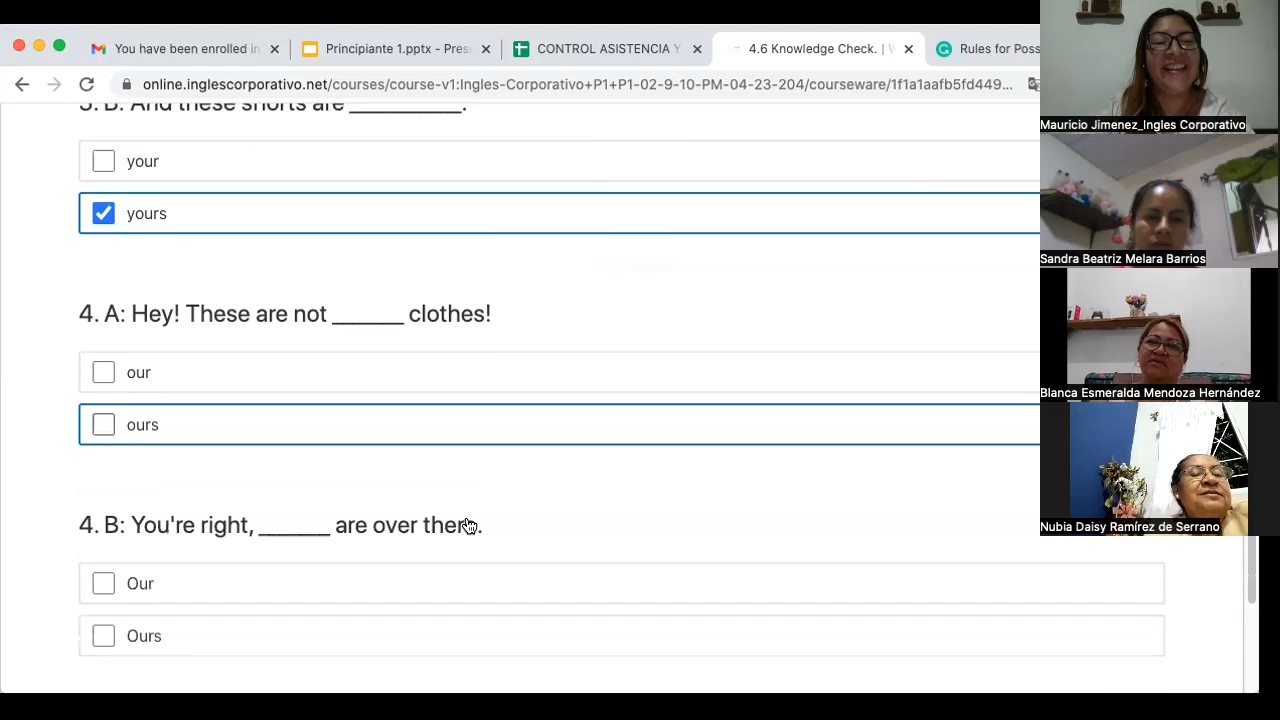 You have been enrolled in
Principiante 1.pptx - Pres
CONTROL ASISTENCIA Y
4.6 Knowledge Check. | V
Rules for Poss
online.inglescorporativo.net/courses/course-v1:Ingles-Corporativo+P1+P1-02-9-10-PM-04-23-204/courseware/1f1a1aafb5fd449...
3. B: And these shorts are __________.
your
yours
4. A: Hey! These are not _______ clothes!
our
ours
4. B: You're right, _______ are over there.
Our
Ours
Mauricio Jimenez_Ingles Corporativo
Sandra Beatriz Melara Barrios
Blanca Esmeralda Mendoza Hernández
Nubia Daisy Ramírez de Serrano